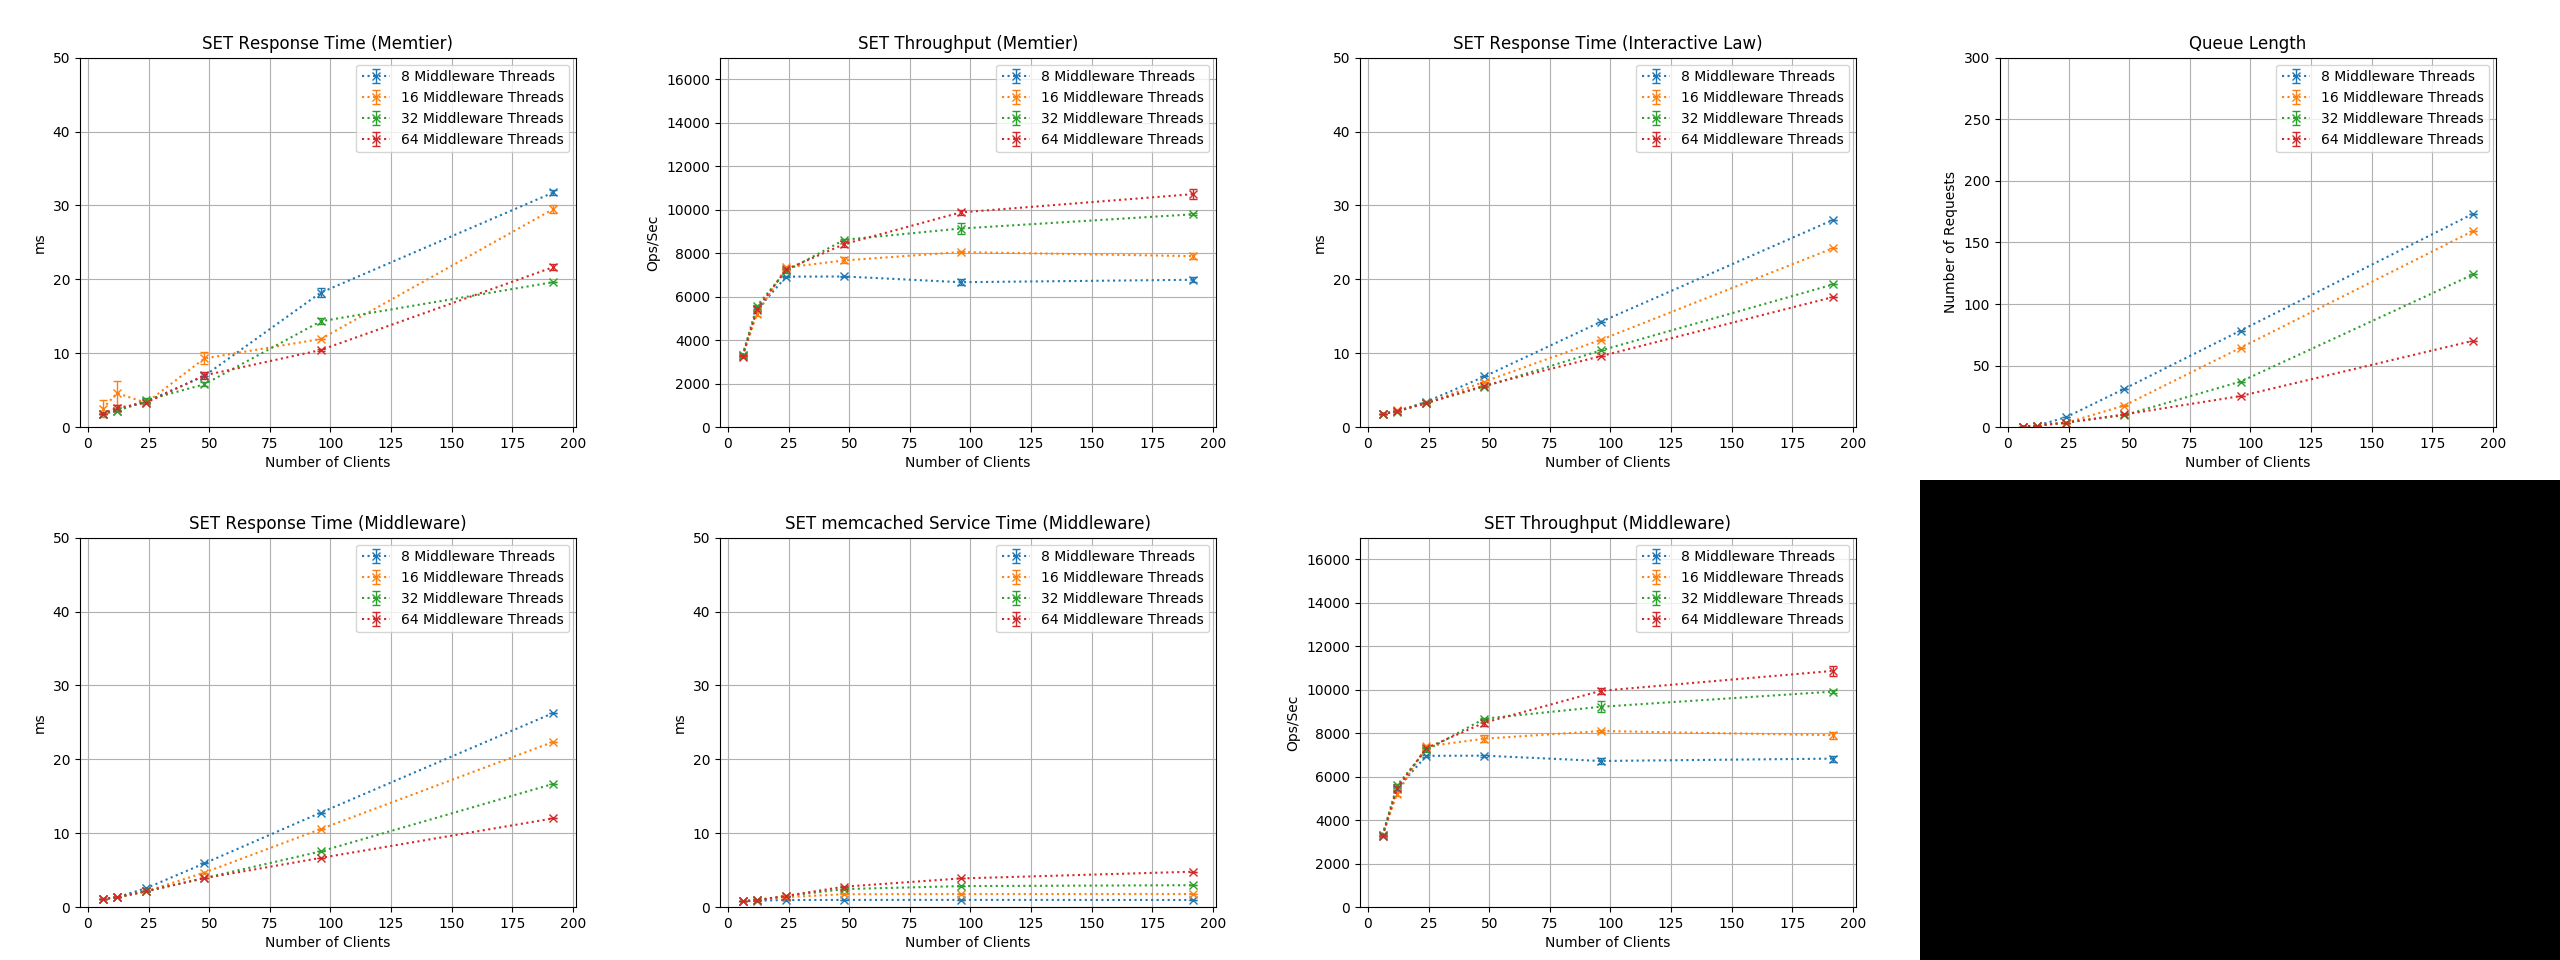 SET Response Time (Memtier)
50
40
30
20
10
0
ms
0 25 50 75 100 125 150 175 200
Number of Clients
8 Middleware Threads
16 Middleware Threads
32 Middleware Threads
64 Middleware Threads
SET Throughput (Memtier)
16000
14000
12000
10000
8000
6000
4000
2000
0
Ops/Sec
0 25 50 75 100 125 150 175 200
Number of Clients
8 Middleware Threads
16 Middleware Threads
32 Middleware Threads
64 Middleware Threads
SET Response Time (Interactive Law)
50
40
30
20
10
0
ms
0 25 50 75 100 125 150 175 200
Number of Clients
8 Middleware Threads
16 Middleware Threads
32 Middleware Threads
64 Middleware Threads
Queue Length
300
250
200
150
100
50
0
Number of Requests
0 25 50 75 100 125 150 175 200
Number of Clients
8 Middleware Threads
16 Middleware Threads
32 Middleware Threads
64 Middleware Threads
SET Response Time (Middleware)
50
40
30
20
10
0
ms
0 25 50 75 100 125 150 175 200
Number of Clients
8 Middleware Threads
16 Middleware Threads
32 Middleware Threads
64 Middleware Threads
SET memcached Service Time (Middleware)
50
40
30
20
10
0
ms
0 25 50 75 100 125 150 175 200
Number of Clients
8 Middleware Threads
16 Middleware Threads
32 Middleware Threads
64 Middleware Threads
SET Throughput (Middleware)
16000
14000
12000
10000
8000
6000
4000
2000
0
Ops/Sec
0 25 50 75 100 125 150 175 200
Number of Clients
8 Middleware Threads
16 Middleware Threads
32 Middleware Threads
64 Middleware Threads